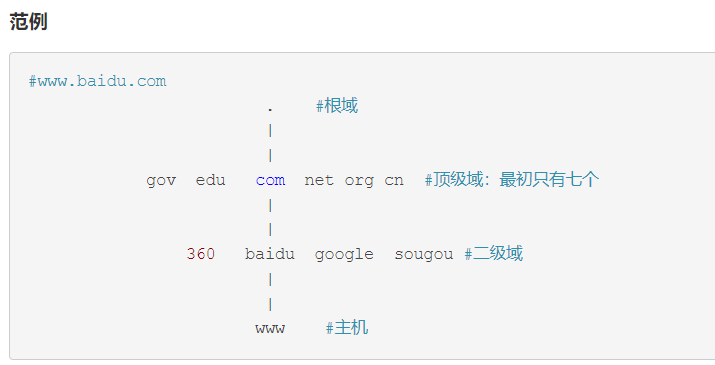 范例
#www.baidu.com
. #根域
|
|
gov edu com net org cn #顶级域: 最初只有七个
|
|
360 baidu google sougou #二级域
|
|
www #主机